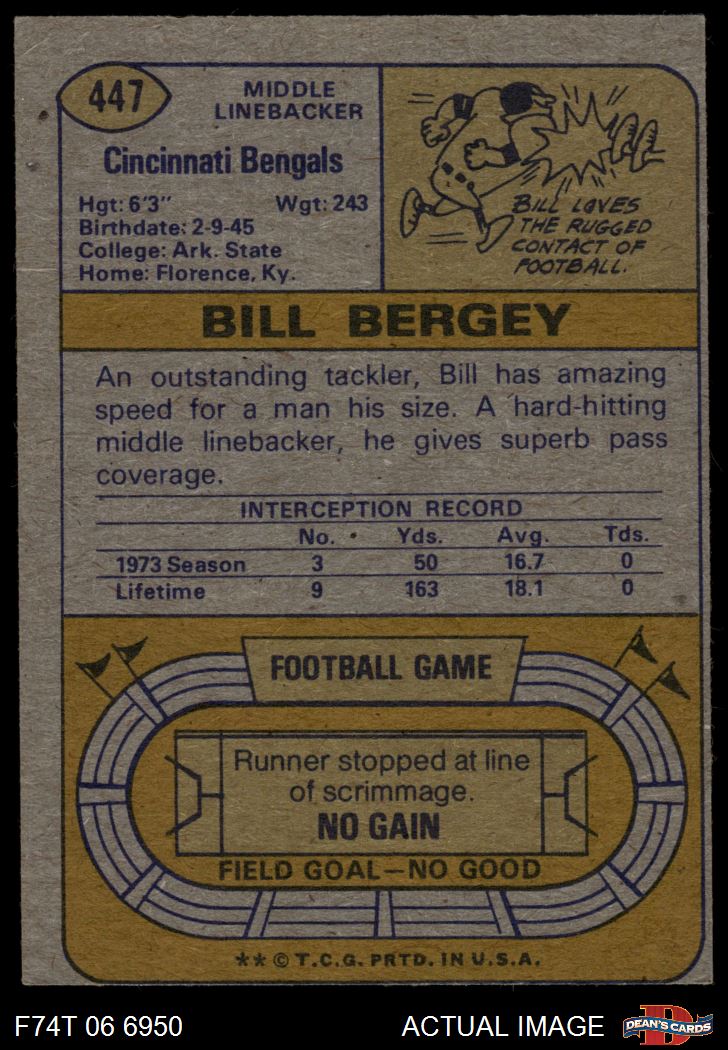 447
MIDDLE
LINEBACKER
Cincinnati Bengals
Hgt: 6'3" Wgt: 243
Birthdate: 2-9-45
College: Ark. State
Home: Florence, Ky.
BILL LOVES
THE RUGGED
CONTACT OF
FOOTBALL.
BILL BERGEY
An outstanding tackler, Bill has amazing
speed for a man his size. A hard-hitting
middle linebacker, he gives superb pass
coverage.
INTERCEPTION RECORD
No. Yds. Avg. Tds.
1973 Season 3 50 16.7 0
Lifetime 9 163 18.1 0
FOOTBALL GAME
Runner stopped at line
of scrimmage.
NO GAIN
FIELD GOAL—NO GOOD
** © T.C.G. PRTD. IN U.S.A.
F74T 06 6950 ACTUAL IMAGE
D
DEAN'S CARDS